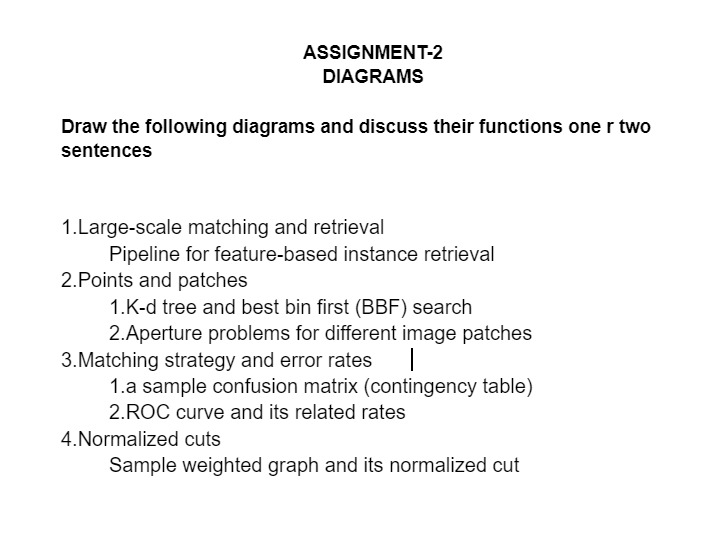 ASSIGNMENT-2
DIAGRAMS
Draw the following diagrams and discuss their functions one r two
sentences
1.Large-scale matching and retrieval
Pipeline for feature-based instance retrieval
2.Points and patches
1.K-d tree and best bin first (BBF) search
2.Aperture problems for different image patches
3.Matching strategy and error rates
1.a sample confusion matrix (contingency table)
2.ROC curve and its related rates
4.Normalized cuts
Sample weighted graph and its normalized cut